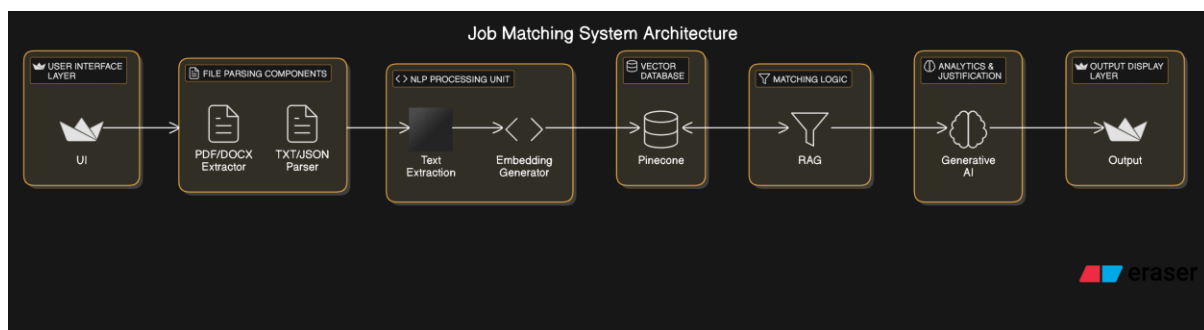 Job Matching System Architecture
USER INTERFACE
LAYER
UI
FILE PARSING COMPONENTS
PDF/DOCX
Extractor
TXT/JSON
Parser
< > NLP PROCESSING UNIT
Text
Extraction
Embedding
Generator
VECTOR
DATABASE
Pinecone
MATCHING LOGIC
RAG
ANALYTICS &
JUSTIFICATION
Generative
AI
OUTPUT DISPLAY
LAYER
Output
eraser